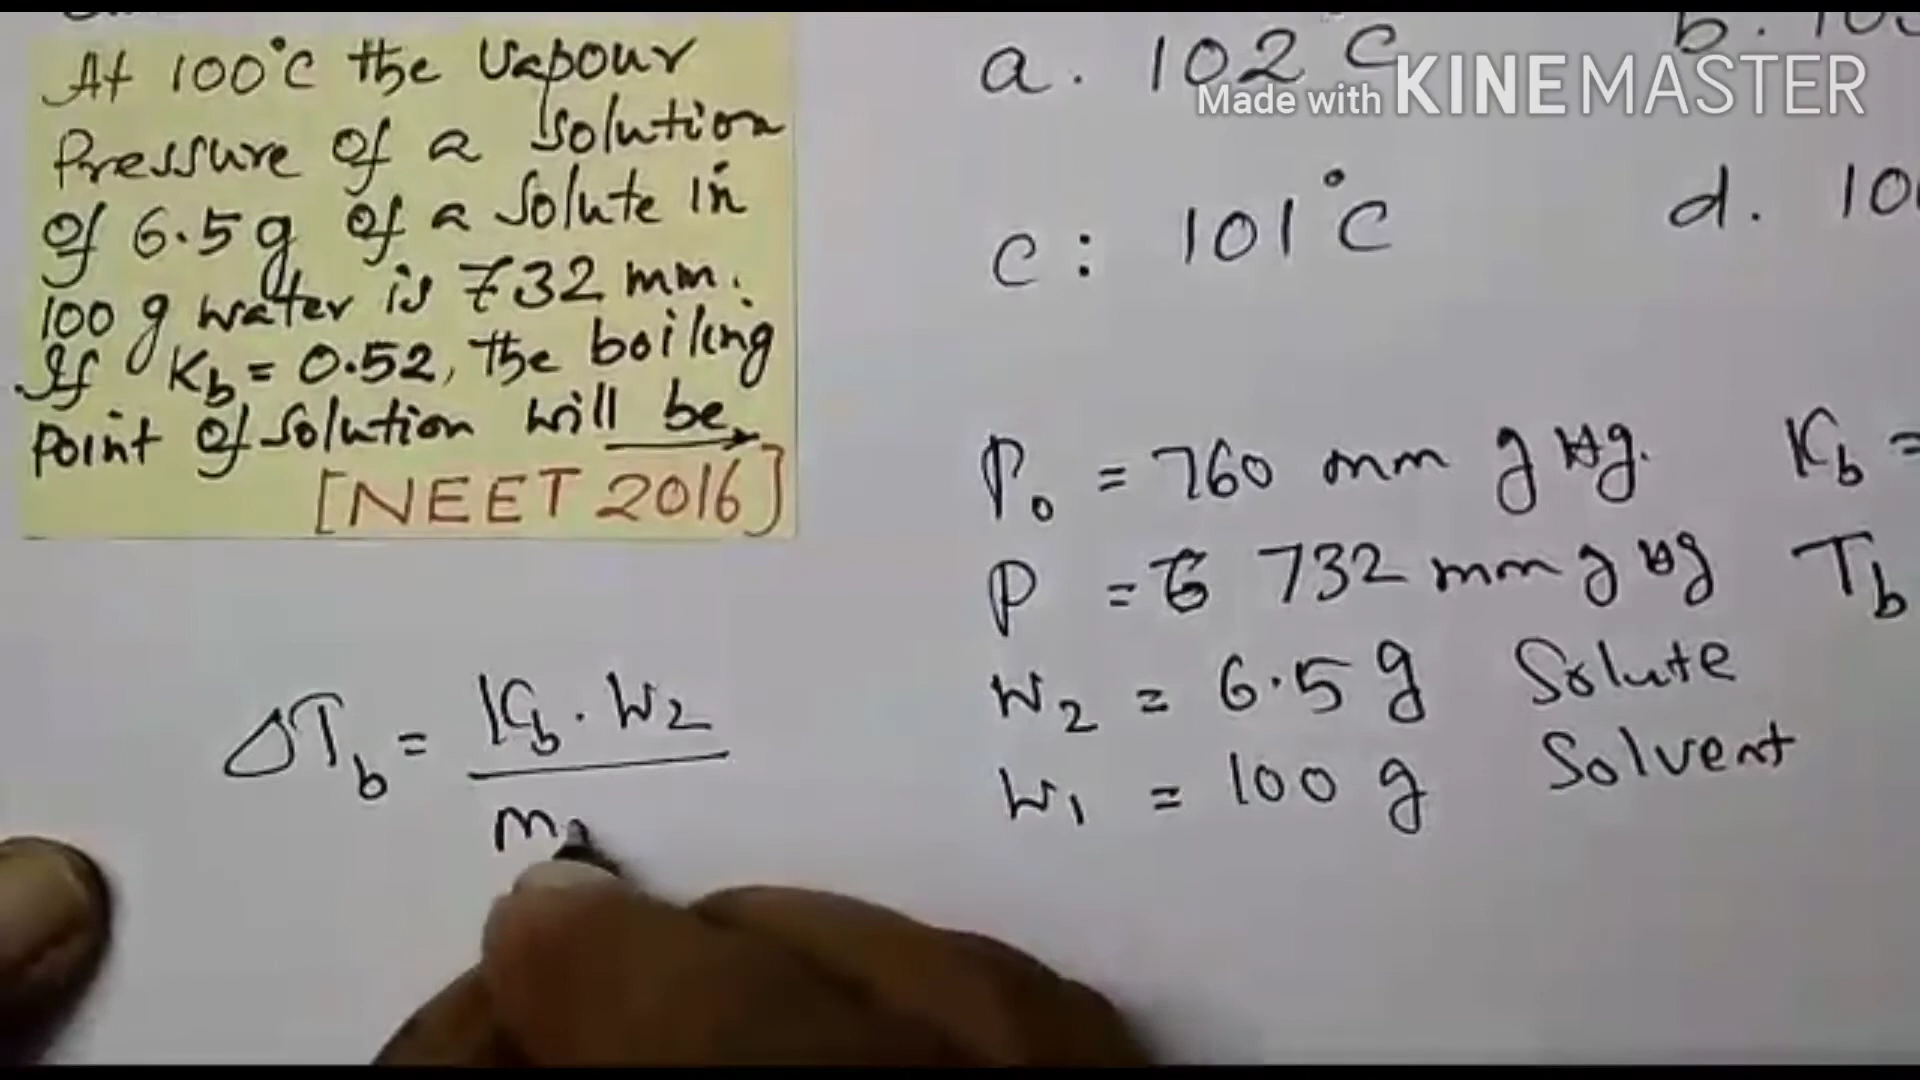 At 100°C the Vapour
Pressure of a solution
of 6.5g of a solute in
100 g water is 732 mm.
If Kb = 0.52, the boiling
Point of solution will be
[NEET 2016]
a. 102°C
b. 10
Made with KINEMASTER
c: 101°C
d. 10
P₀ = 760 mm g Hg. Kb =
P = 732 mm g Hg Tb
W₂ = 6.5 g Solute
W₁ = 100 g Solvent
ΔTb = Kb . W₂
m